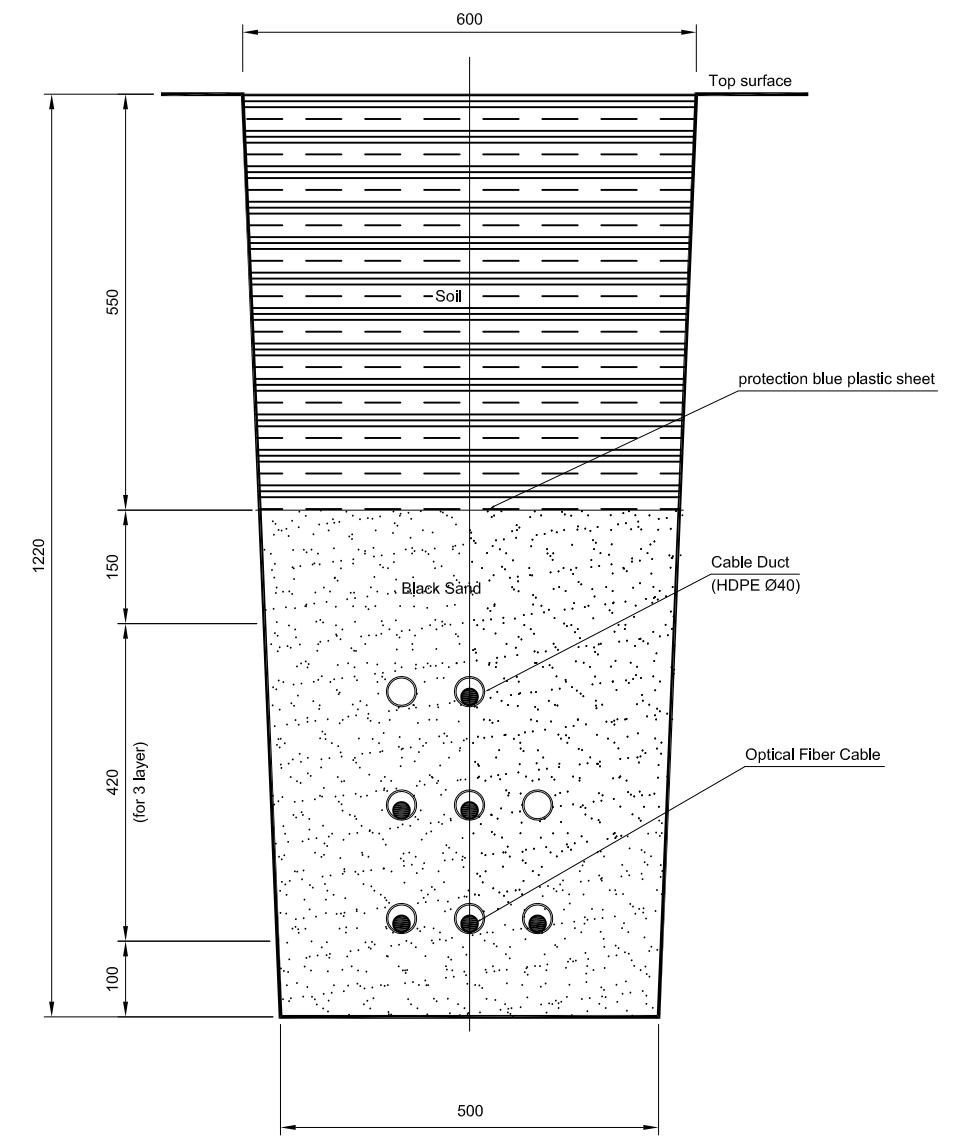 600
Top surface
550
Soil
protection blue plastic sheet
1220
150
Black Sand
Cable Duct
(HDPE Ø40)
420
(for 3 layer)
Optical Fiber Cable
100
500